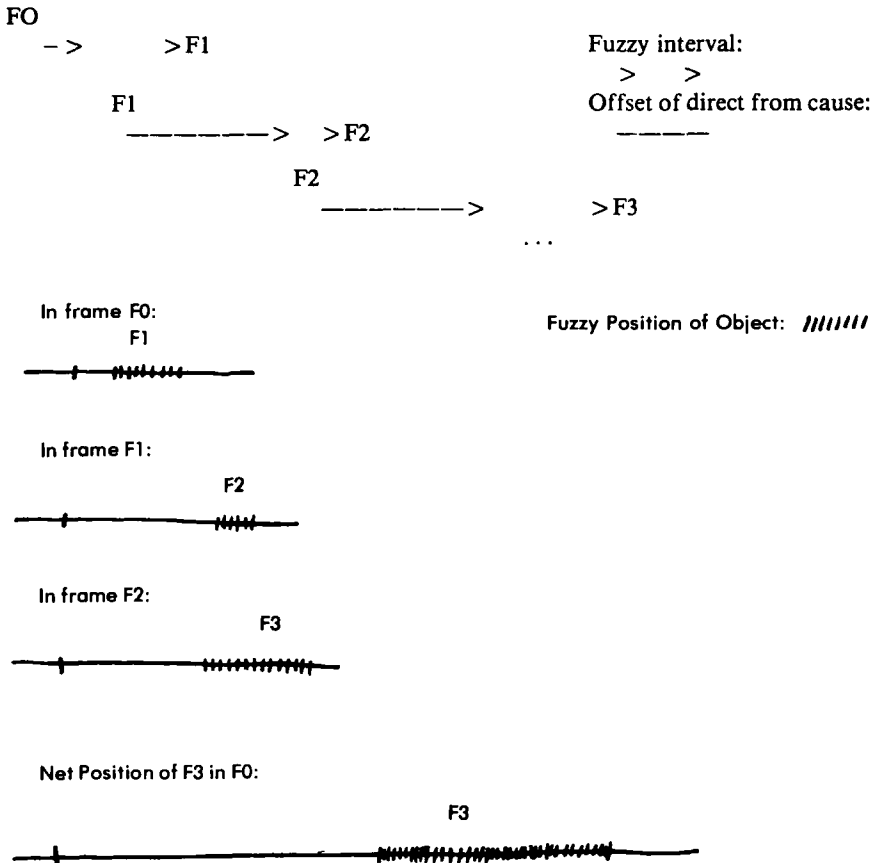 FO
– > > F1
Fuzzy interval:
> >
F1
Offset of direct from cause:
— — — — — — > > F2
— — — —
F2
— — — — — — > > F3
...
In frame F0:
F1
Fuzzy Position of Object:
In frame F1:
F2
In frame F2:
F3
Net Position of F3 in F0:
F3